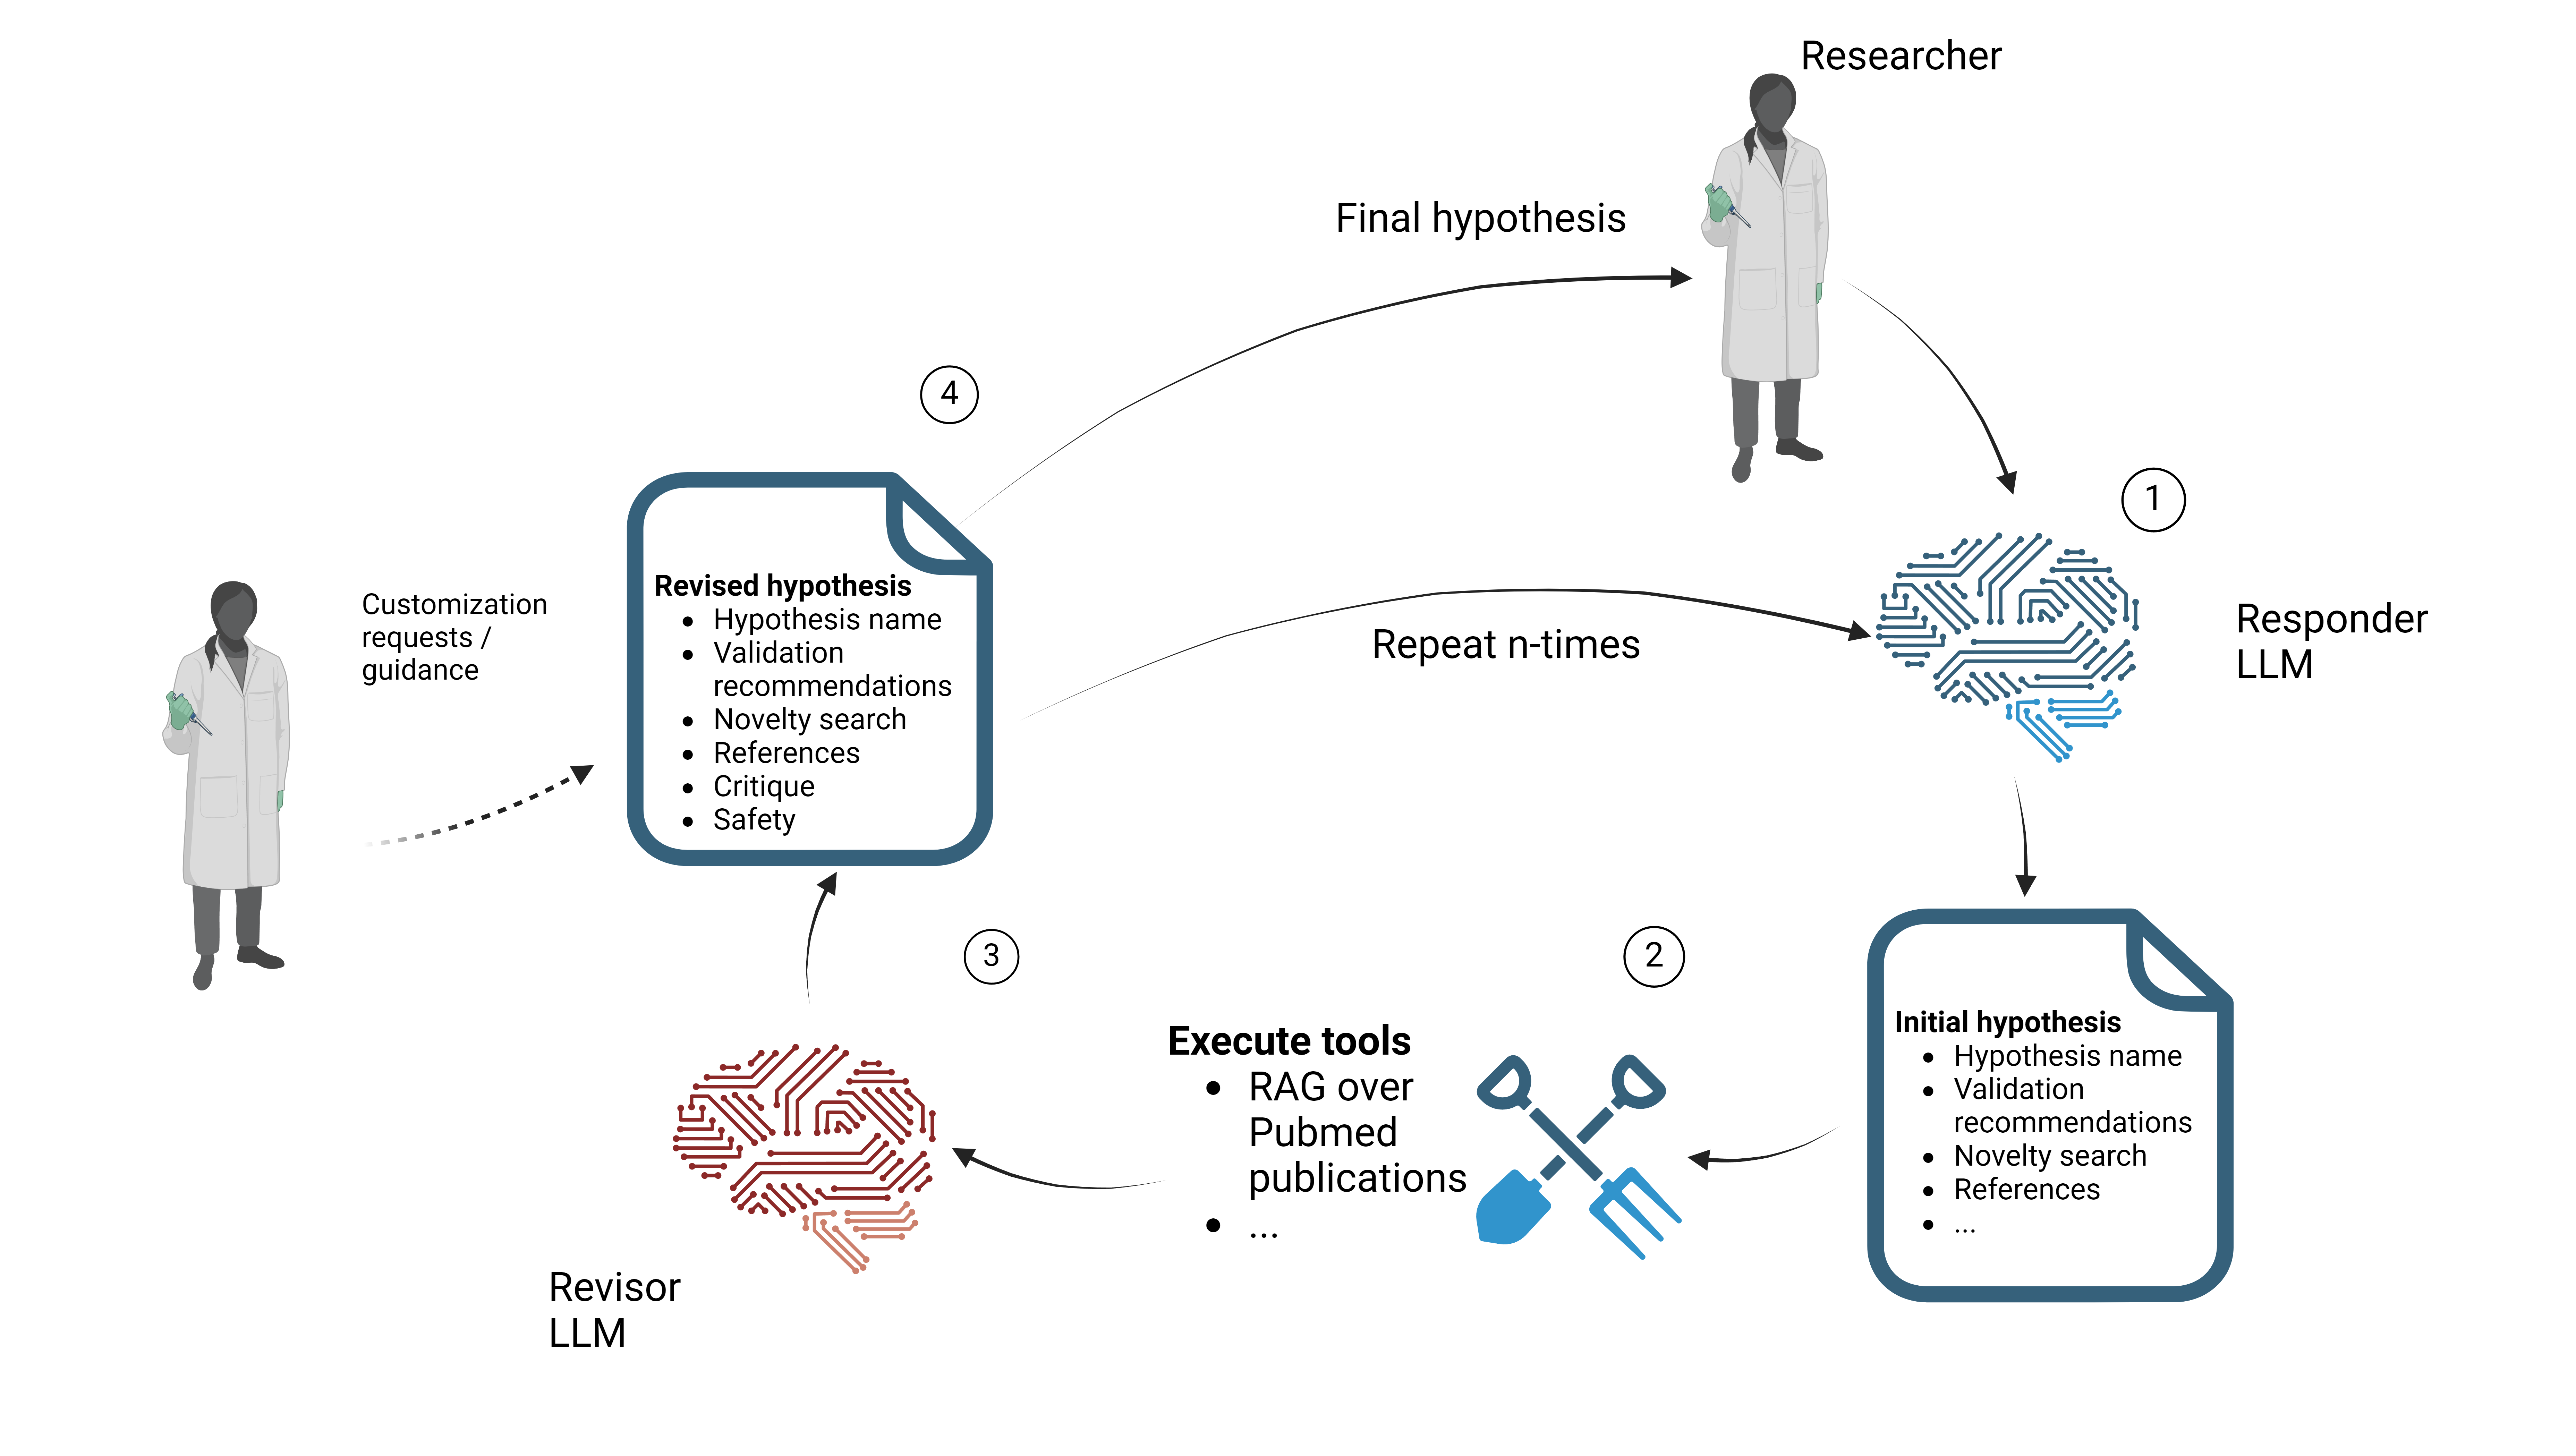 Researcher
Final hypothesis
4
1
Responder
LLM
Customization
requests /
guidance
Revised hypothesis
• Hypothesis name
• Validation
recommendations
• Novelty search
• References
• Critique
• Safety
Repeat n-times
3
2
Execute tools
• RAG over
Pubmed
publications
• ...
Initial hypothesis
• Hypothesis name
• Validation
recommendations
• Novelty search
• References
• ...
Revisor
LLM